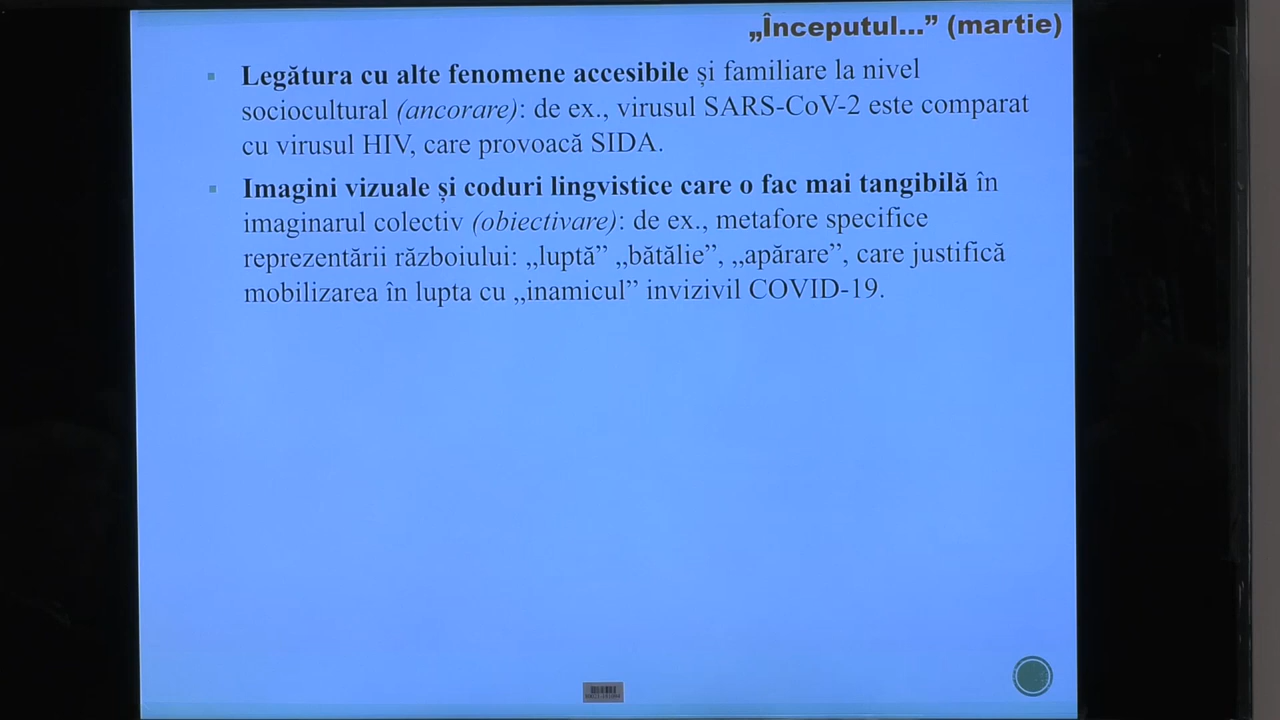 „Începutul...” (martie)
Legătura cu alte fenomene accesibile și familiare la nivel
sociocultural (ancorare): de ex., virusul SARS-CoV-2 este comparat
cu virusul HIV, care provoacă SIDA.
Imagini vizuale și coduri lingvistice care o fac mai tangibilă în
imaginarul colectiv (obiectivare): de ex., metafore specifice
reprezentării războiului: „luptă” „bătălie”, „apărare”, care justifică
mobilizarea în lupta cu „inamicul” invizivil COVID-19.